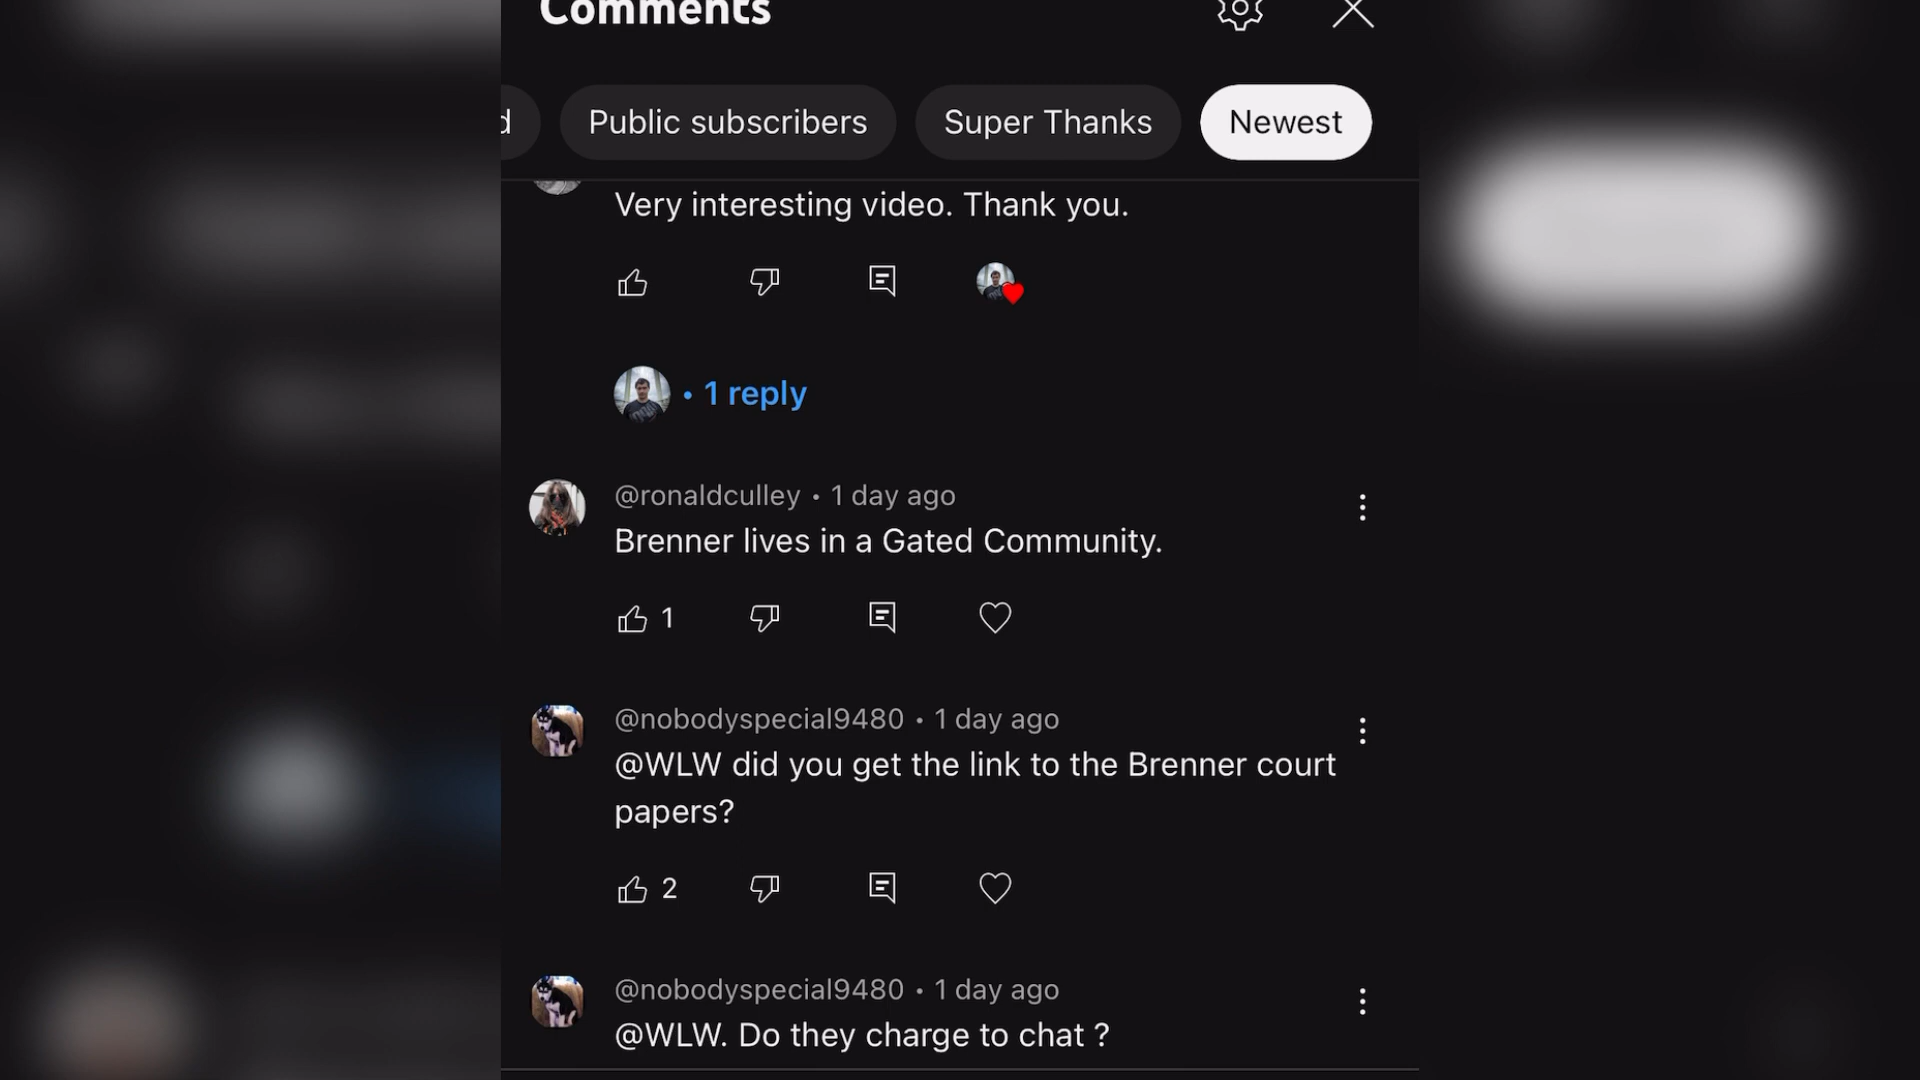 Comments
d
Public subscribers
Super Thanks
Newest
Very interesting video. Thank you.
• 1 reply
@ronaldculley • 1 day ago
Brenner lives in a Gated Community.
1
@nobodyspecial9480 • 1 day ago
@WLW did you get the link to the Brenner court
papers?
2
@nobodyspecial9480 • 1 day ago
@WLW. Do they charge to chat ?